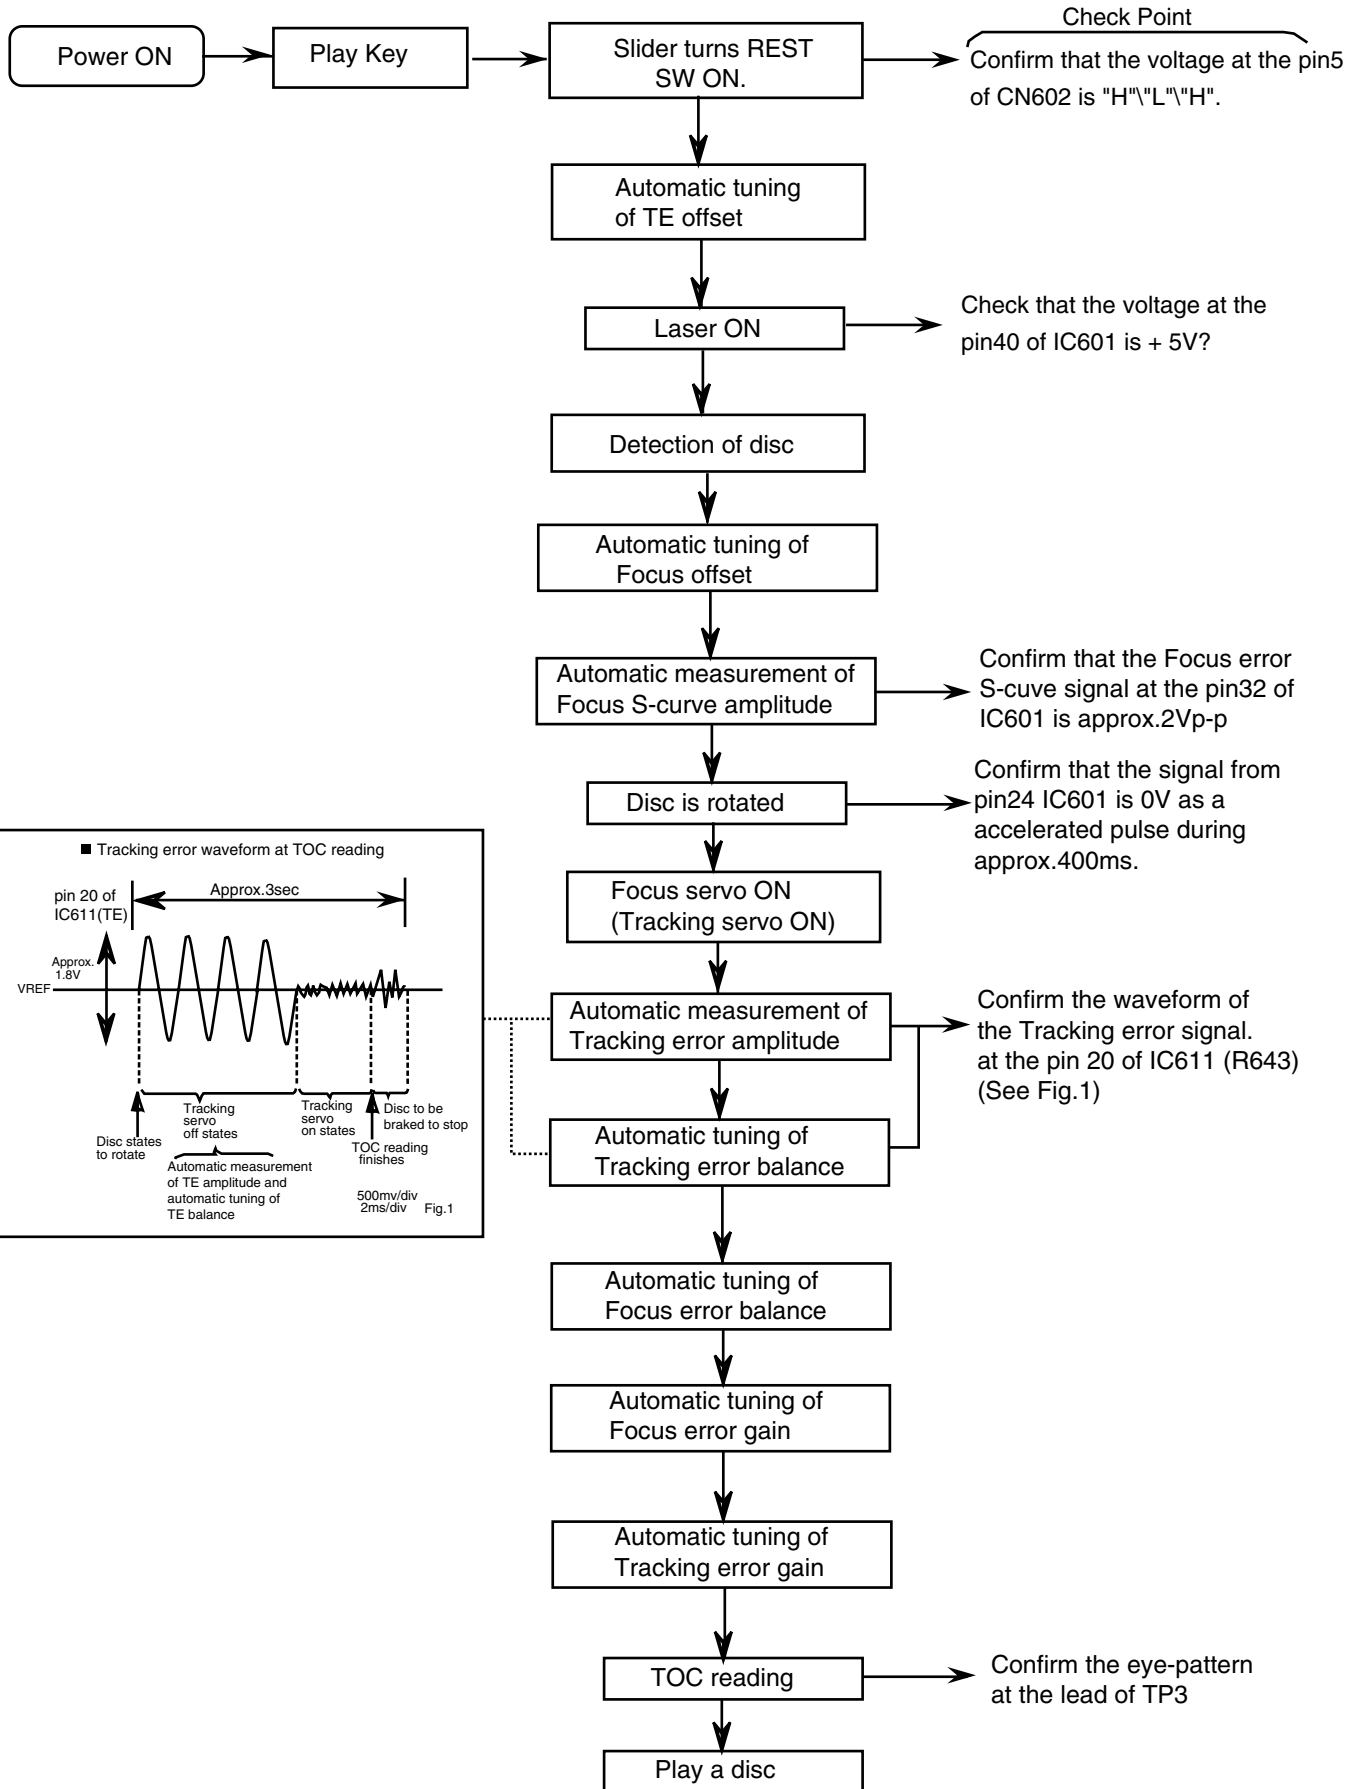 Check Point
Power ON
Play Key
Slider turns REST
SW ON.
Confirm that the voltage at the pin5
of CN602 is "H"\"L"\"H".
Automatic tuning
of TE offset
Laser ON
Check that the voltage at the
pin40 of IC601 is + 5V?
Detection of disc
Automatic tuning of
Focus offset
Automatic measurement of
Focus S-curve amplitude
Confirm that the Focus error
S-cuve signal at the pin32 of
IC601 is approx.2Vp-p
Disc is rotated
Confirm that the signal from
pin24 IC601 is 0V as a
accelerated pulse during
approx.400ms.
Focus servo ON
(Tracking servo ON)
■ Tracking error waveform at TOC reading
pin 20 of
IC611(TE)
Approx.3sec
Approx.
1.8V
VREF
Disc states
to rotate
Tracking
servo
off states
Tracking
servo
on states
Disc to be
braked to stop
TOC reading
finishes
Automatic measurement
of TE amplitude and
automatic tuning of
TE balance
500mv/div
2ms/div
Fig.1
Automatic measurement of
Tracking error amplitude
Confirm the waveform of
the Tracking error signal.
at the pin 20 of IC611 (R643)
(See Fig.1)
Automatic tuning of
Tracking error balance
Automatic tuning of
Focus error balance
Automatic tuning of
Focus error gain
Automatic tuning of
Tracking error gain
TOC reading
Confirm the eye-pattern
at the lead of TP3
Play a disc